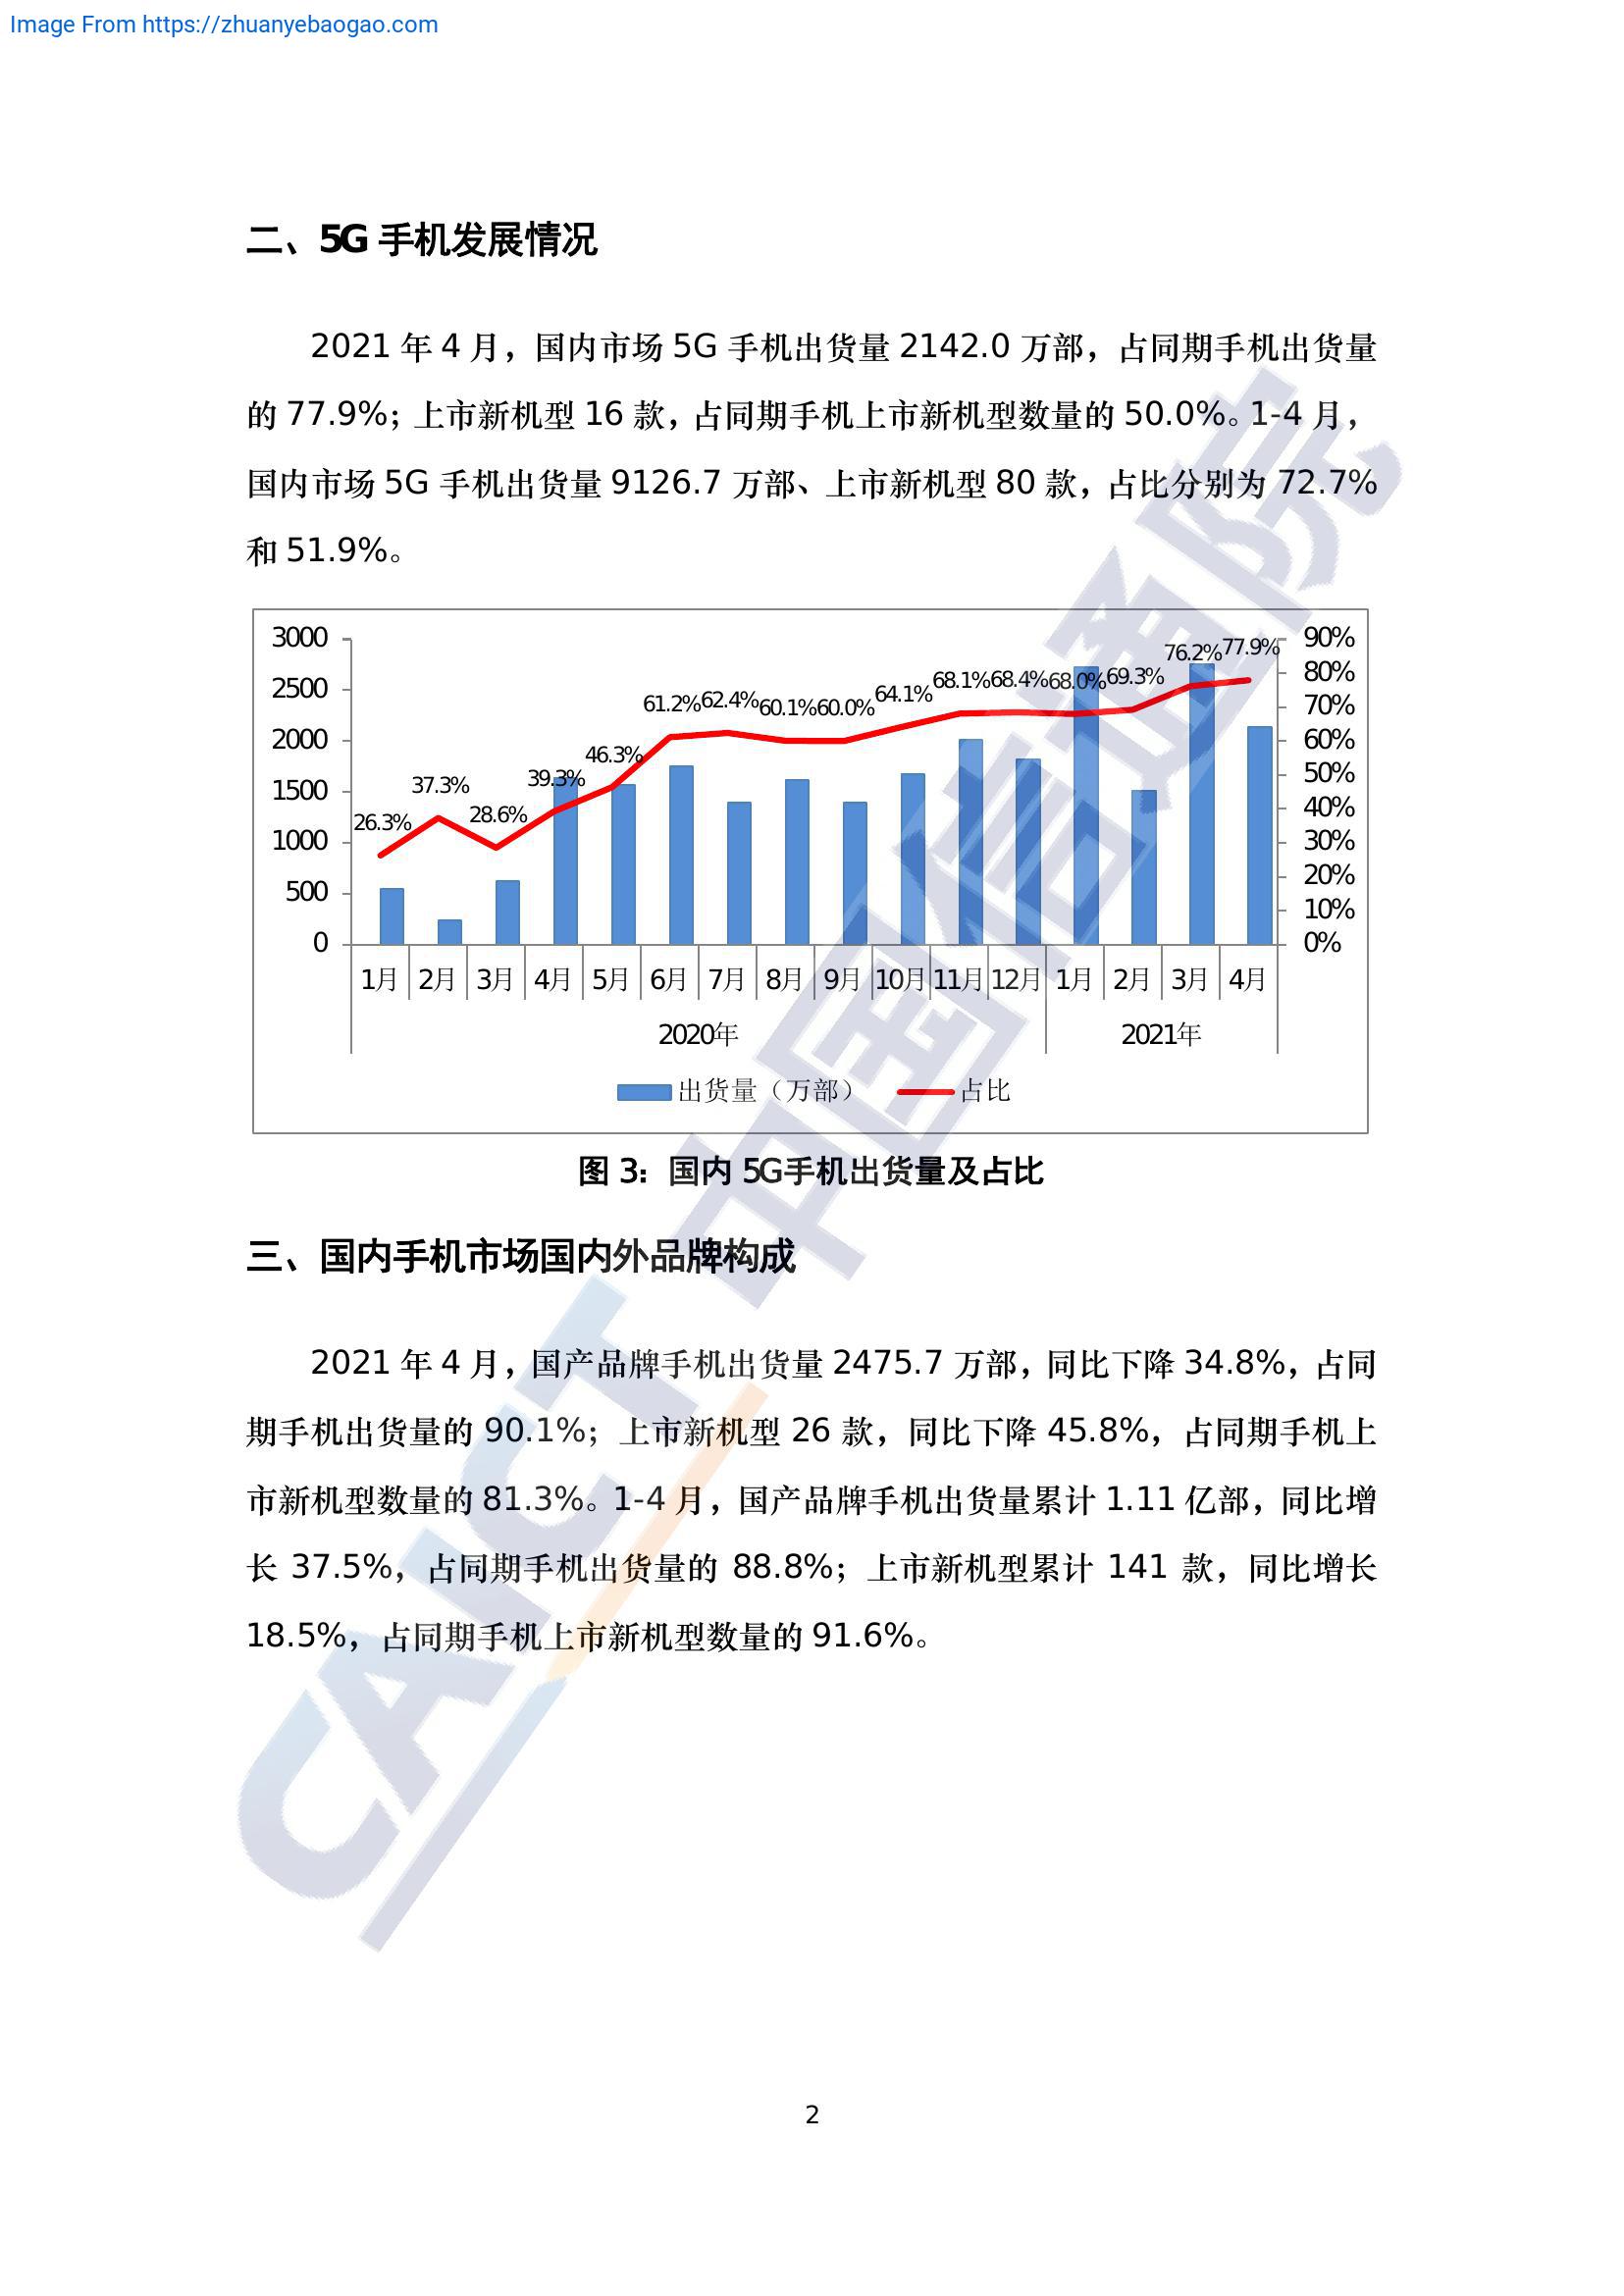 Image From https://zhuanyebaogao.com
二、5G 手机发展情况
2021 年 4 月，国内市场 5G 手机出货量 2142.0 万部，占同期手机出货量
的 77.9%；上市新机型 16 款，占同期手机上市新机型数量的 50.0%。1-4 月，
国内市场 5G 手机出货量 9126.7 万部、上市新机型 80 款，占比分别为 72.7%
和 51.9%。
3000 2500 2000 1500 1000 500 0
26.3% 37.3% 28.6% 39.3% 46.3% 61.2% 62.4% 60.1% 60.0% 64.1% 68.1% 68.4% 68.0% 69.3% 76.2% 77.9%
90% 80% 70% 60% 50% 40% 30% 20% 10% 0%
1月 2月 3月 4月 5月 6月 7月 8月 9月 10月 11月 12月 1月 2月 3月 4月
2020年 2021年
出货量（万部） 占比
图 3：国内 5G手机出货量及占比
三、国内手机市场国内外品牌构成
2021 年 4 月，国产品牌手机出货量 2475.7 万部，同比下降 34.8%，占同
期手机出货量的 90.1%；上市新机型 26 款，同比下降 45.8%，占同期手机上
市新机型数量的 81.3%。1-4 月，国产品牌手机出货量累计 1.11 亿部，同比增
长 37.5%，占同期手机出货量的 88.8%；上市新机型累计 141 款，同比增长
18.5%，占同期手机上市新机型数量的 91.6%。
CAICT 中国信通院
2